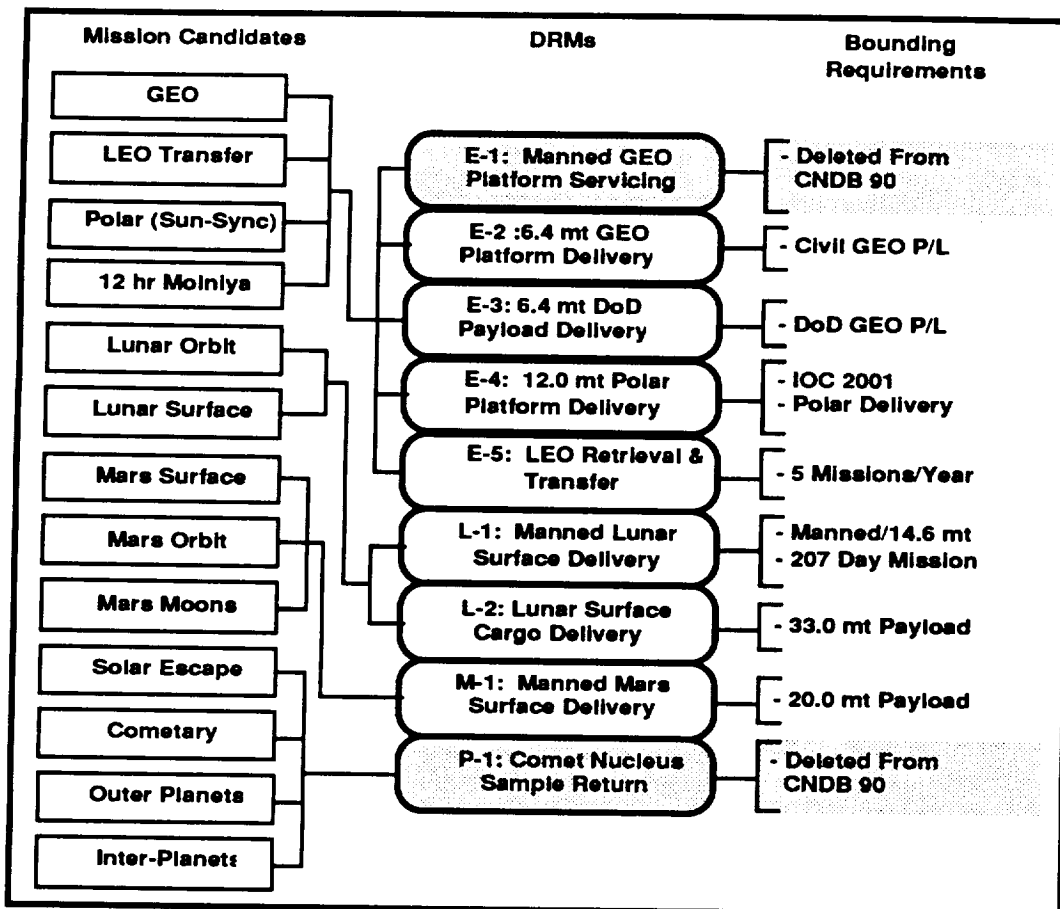 Mission Candidates
DRMs
Bounding
Requirements
GEO
LEO Transfer
Polar (Sun-Sync)
12 hr Molniya
Lunar Orbit
Lunar Surface
Mars Surface
Mars Orbit
Mars Moons
Solar Escape
Cometary
Outer Planets
Inter-Planets
E-1: Manned GEO
Platform Servicing
E-2 :6.4 mt GEO
Platform Delivery
E-3: 6.4 mt DoD
Payload Delivery
E-4: 12.0 mt Polar
Platform Delivery
E-5: LEO Retrieval &
Transfer
L-1: Manned Lunar
Surface Delivery
L-2: Lunar Surface
Cargo Delivery
M-1: Manned Mars
Surface Delivery
P-1: Comet Nucleus
Sample Return
- Deleted From
CNDB 90
- Civil GEO P/L
- DoD GEO P/L
- IOC 2001
- Polar Delivery
- 5 Missions/Year
- Manned/14.6 mt
- 207 Day Mission
- 33.0 mt Payload
- 20.0 mt Payload
- Deleted From
CNDB 90